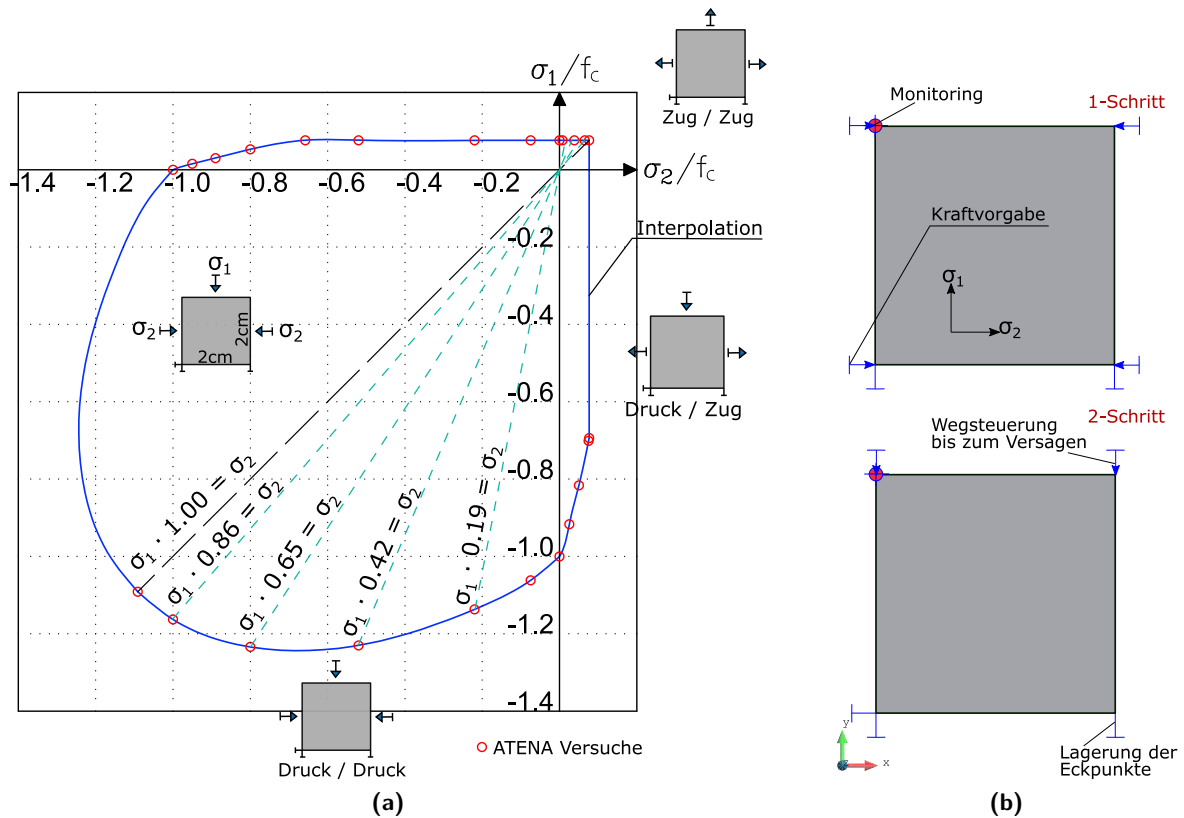 σ₁/f_c
Zug / Zug
-1.4
-1.0
-0.8
-0.6
-0.4
-0.2
σ₂/f_c
-0.2
Interpolation
σ₁
σ₂
σ₂
2cm
2cm
-0.4
-0.6
Druck / Zug
-0.8
σ₁ · 1.00 = σ₂
σ₁ · 0.86 = σ₂
σ₁ · 0.65 = σ₂
σ₁ · 0.42 = σ₂
σ₁ · 0.19 = σ₂
-1.0
-1.2
-1.4
Druck / Druck
ATENA Versuche
(a)
Monitoring
1-Schritt
Kraftvorgabe
σ₁
σ₂
2-Schritt
Wegsteuerung
bis zum Versagen
y
z
x
Lagerung der
Eckpunkte
(b)